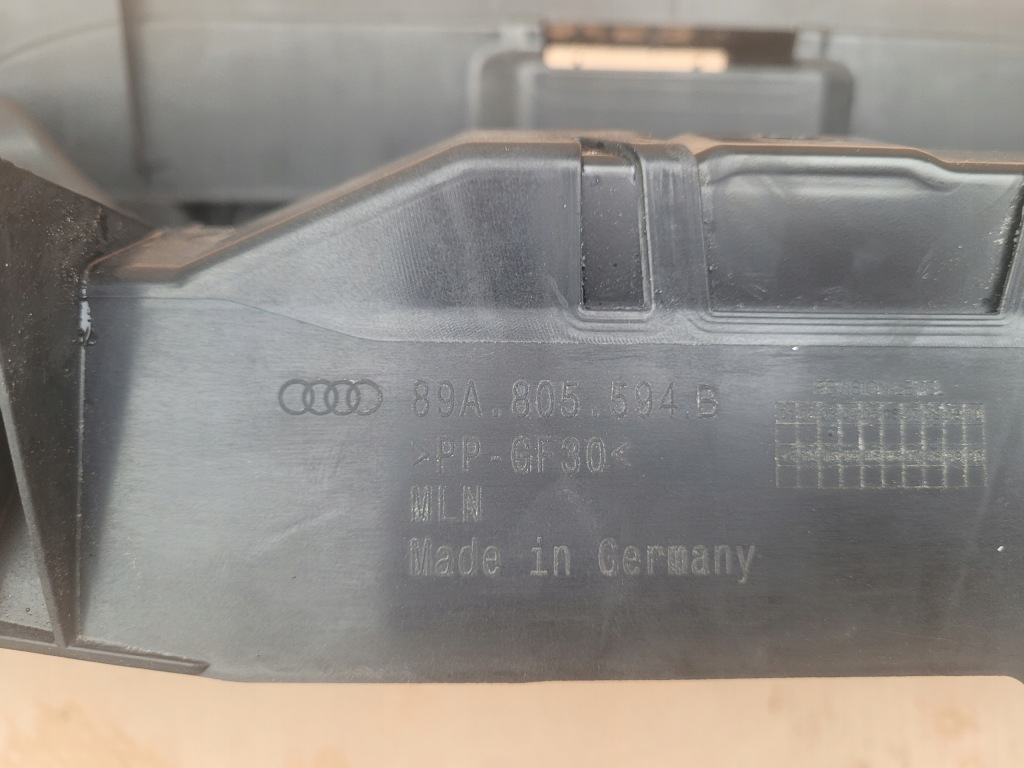 89A.805.594.B
>PP-GF30<
MLN
Made in Germany